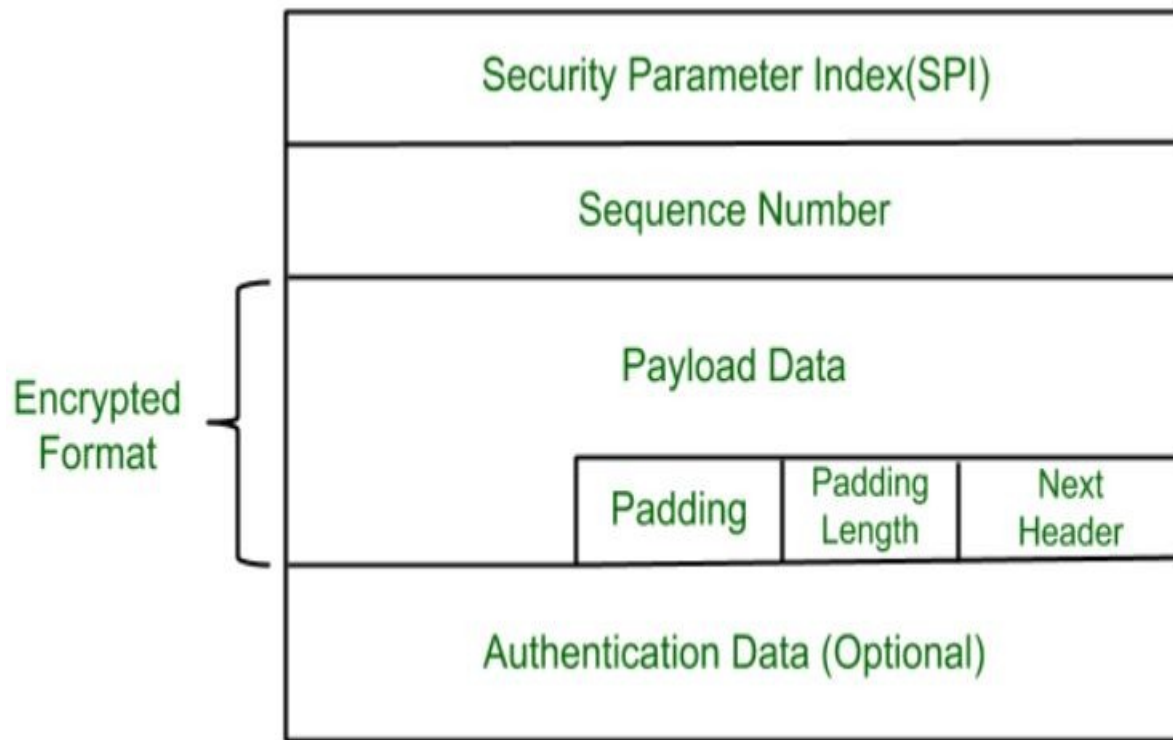 Security Parameter Index(SPI)
Sequence Number
Payload Data
Encrypted
Format
Padding
Padding
Length
Next
Header
Authentication Data (Optional)